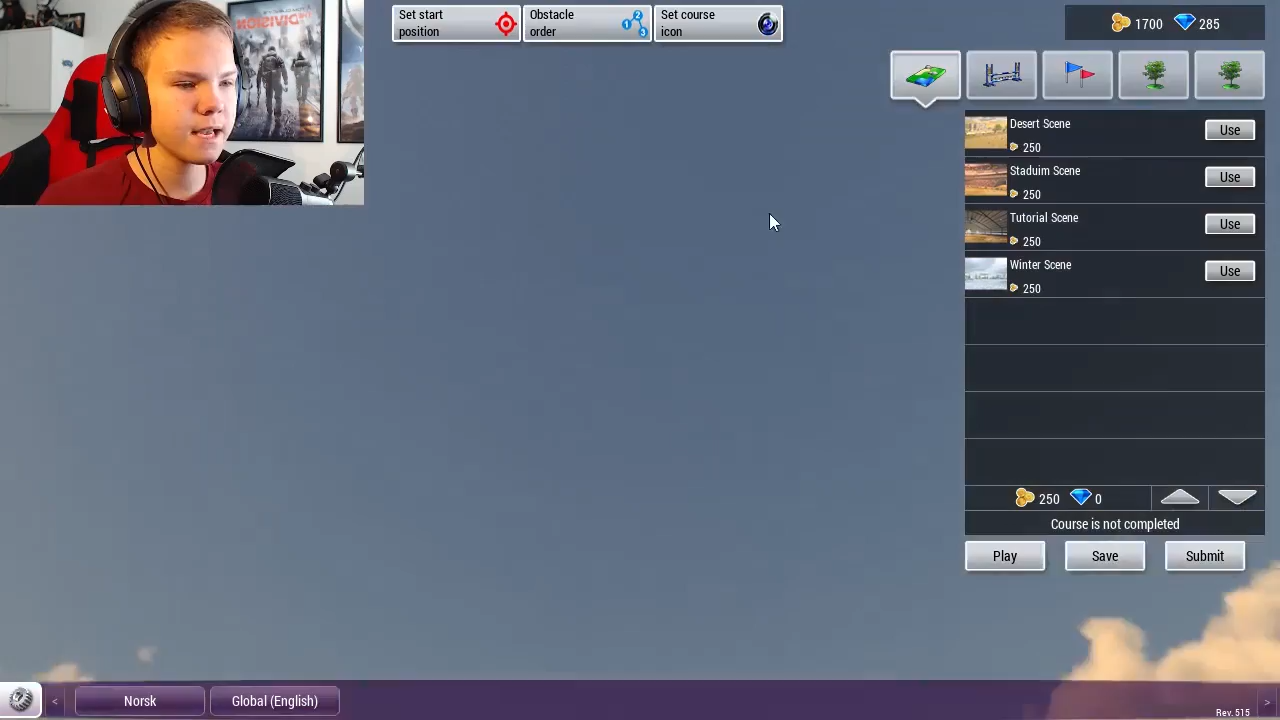 Set start
position
Obstacle
order
Set course
icon
1700
285
THE
DIVISION
Desert Scene
250
Use
Staduim Scene
250
Use
Tutorial Scene
250
Use
Winter Scene
250
Use
250
0
Course is not completed
Play
Save
Submit
<
Norsk
Global (English)
Rev. 515
>